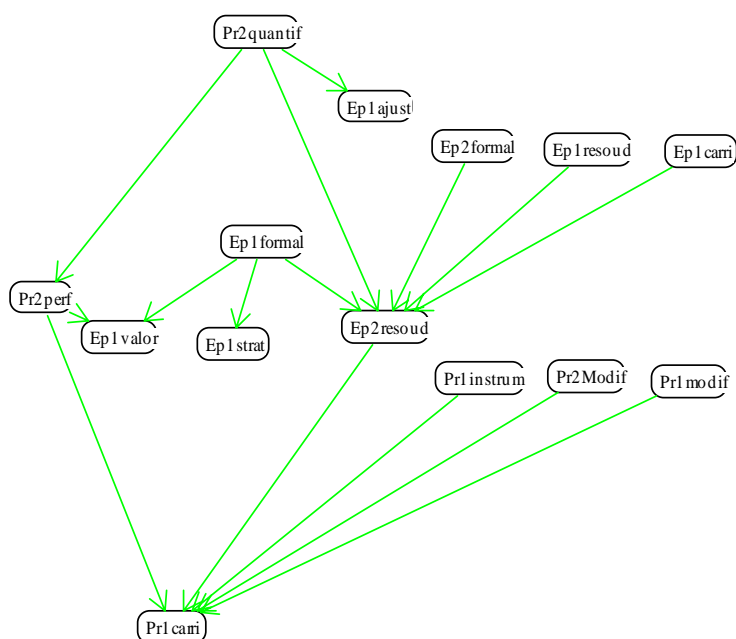 Pr2quantif
Ep1ajust
Ep2formal
Ep1resoud
Ep1carri
Ep1formal
Pr2perf
Ep1valor
Ep1strat
Ep2resoud
Pr1instrum
Pr2Modif
Pr1modif
Pr1carri